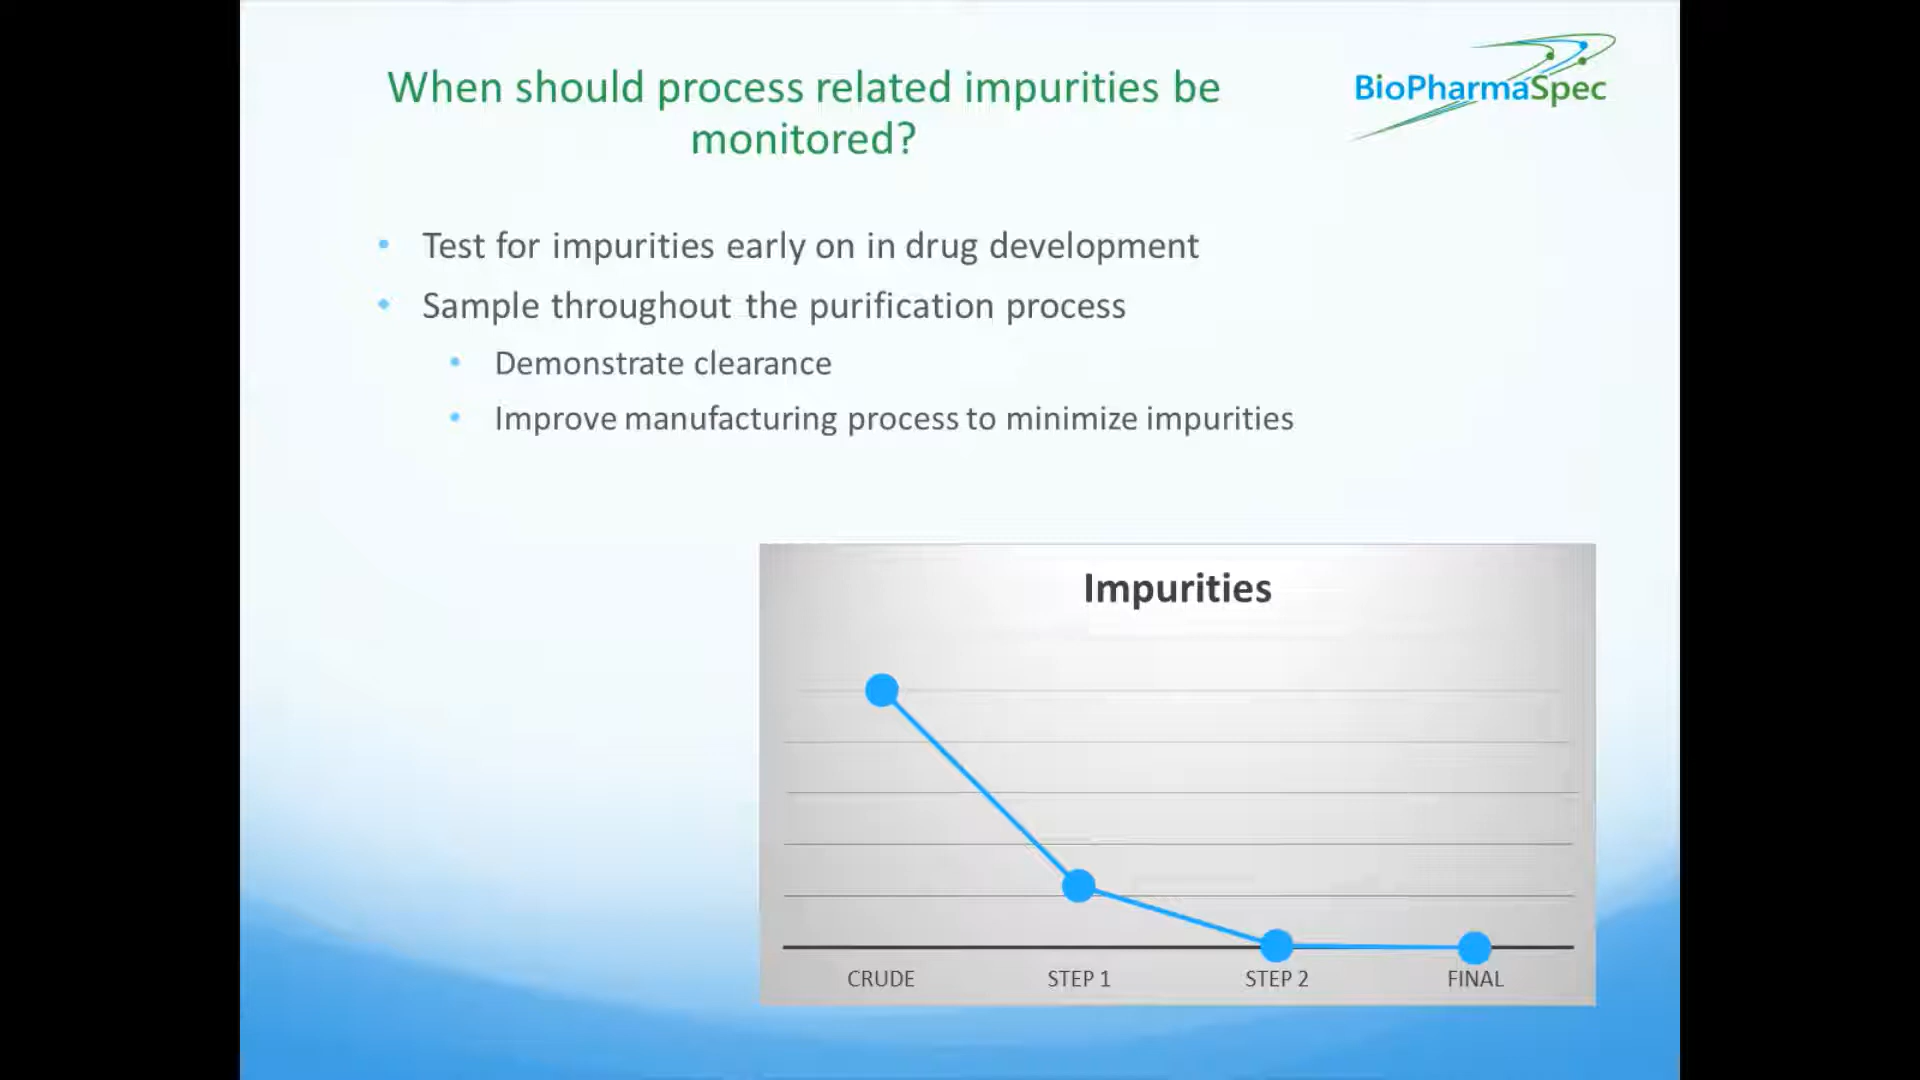 When should process related impurities be
monitored?
BioPharmaSpec
Test for impurities early on in drug development
Sample throughout the purification process
Demonstrate clearance
Improve manufacturing process to minimize impurities
Impurities
CRUDE STEP 1 STEP 2 FINAL